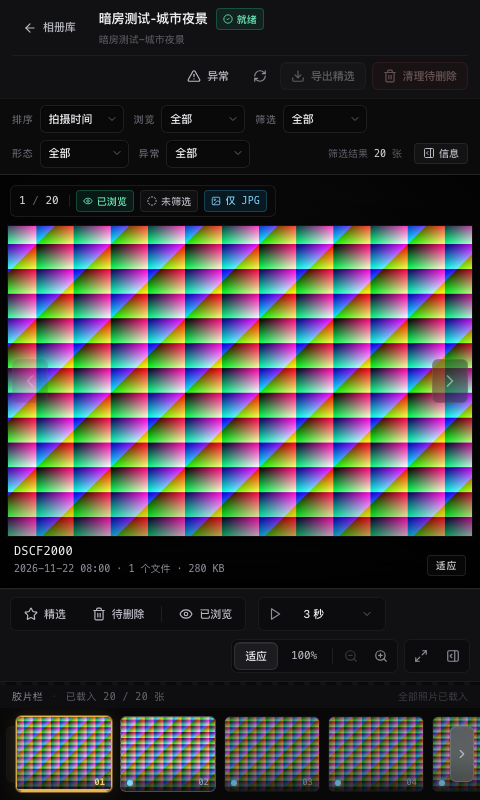 相册库
暗房测试-城市夜景
就绪
暗房测试-城市夜景
异常
导出精选
清理待删除
排序 拍摄时间 浏览 全部 筛选 全部
形态 全部 异常 全部 筛选结果 20 张 信息
1 / 20 已浏览 未筛选 仅 JPG
DSCF2000
2026-11-22 08:00 · 1 个文件 · 280 KB
适应
精选 待删除 已浏览 3 秒
适应 100%
胶片栏 · 已载入 20 / 20 张 全部照片已载入
01 02 03 04